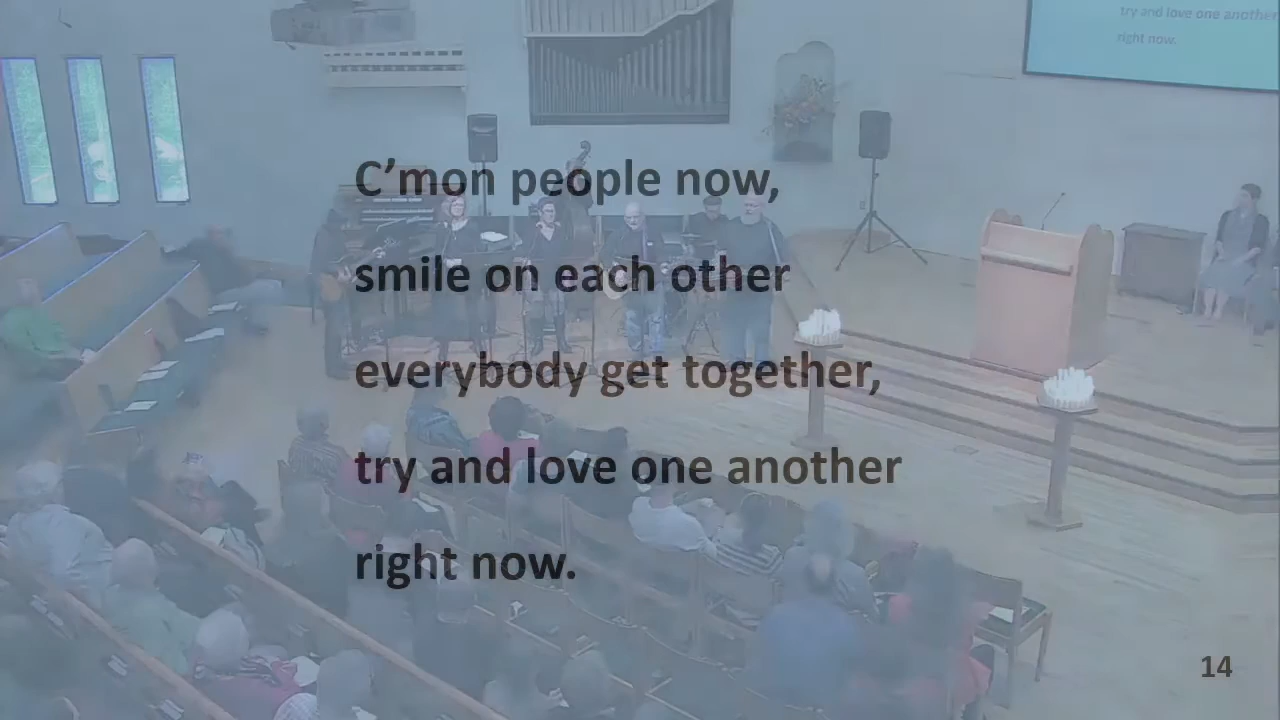 try and love one another
right now.
C’mon people now,
smile on each other
everybody get together,
try and love one another
right now.
14